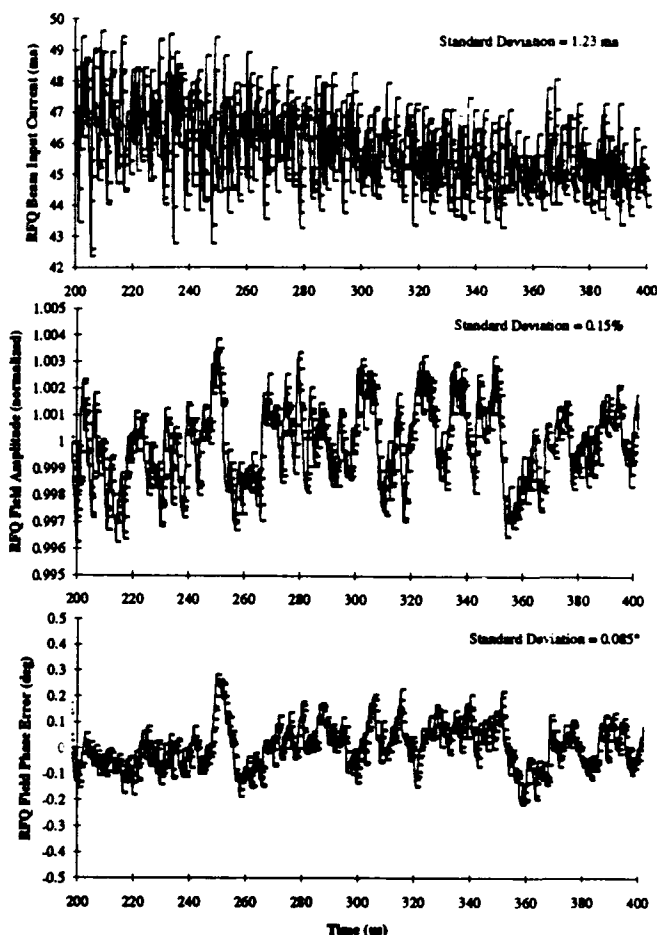 50
Standard Deviation = 1.23 ma
49
48
47
46
45
44
43
42
RFQ Beam Input Current (ma)
200 220 240 260 280 300 320 340 360 380 400
1.005
Standard Deviation = 0.15%
1.003
1.001
1
0.999
0.998
0.997
0.996
0.995
RFQ Field Amplitude (normalized)
200 220 240 260 280 300 320 340 360 380 400
0.5
Standard Deviation = 0.085°
0.4
0.3
0.2
0.1
0
-0.1
-0.2
-0.3
-0.4
-0.5
RFQ Field Phase Error (deg)
200 220 240 260 280 300 320 340 360 380 400
Time (us)